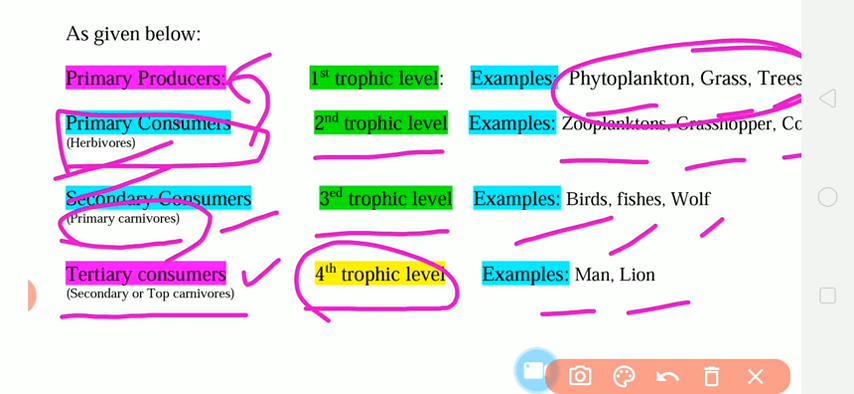 As given below:
Primary Producers: 1st trophic level: Examples: Phytoplankton, Grass, Trees
Primary Consumers 2nd trophic level Examples: Zooplanktons, Grasshopper, Co
(Herbivores)
Secondary Consumers 3ed trophic level Examples: Birds, fishes, Wolf
(Primary carnivores)
Tertiary consumers 4th trophic level Examples: Man, Lion
(Secondary or Top carnivores)